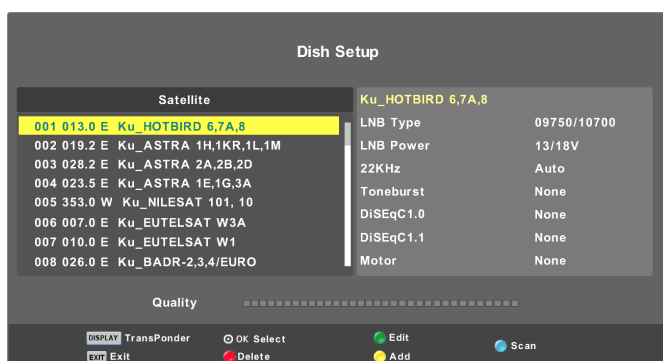 Dish Setup
Satellite
001 013.0 E Ku_HOTBIRD 6,7A,8
002 019.2 E Ku_ASTRA 1H,1KR,1L,1M
003 028.2 E Ku_ASTRA 2A,2B,2D
004 023.5 E Ku_ASTRA 1E,1G,3A
005 353.0 W Ku_NILESAT 101, 10
006 007.0 E Ku_EUTELSAT W3A
007 010.0 E Ku_EUTELSAT W1
008 026.0 E Ku_BADR-2,3,4/EURO
Ku_HOTBIRD 6,7A,8
LNB Type 09750/10700
LNB Power 13/18V
22KHz Auto
Toneburst None
DiSEqC1.0 None
DiSEqC1.1 None
Motor None
Quality
DISPLAY TransPonder OK Select Edit Scan
EXIT Exit Delete Add